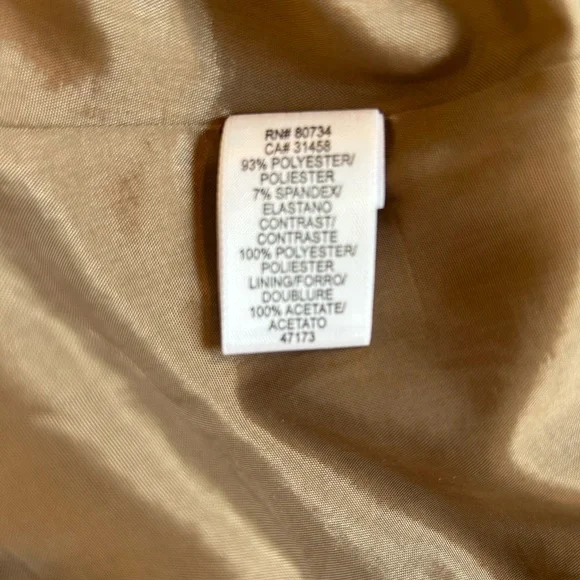 RN# 80734
CA# 31458
93% POLYESTER/
POLIESTER
7% SPANDEX/
ELASTANO
CONTRAST/
CONTRASTE
100% POLYESTER/
POLIESTER
LINING/FORRO/
DOUBLURE
100% ACETATE/
ACETATO
47173